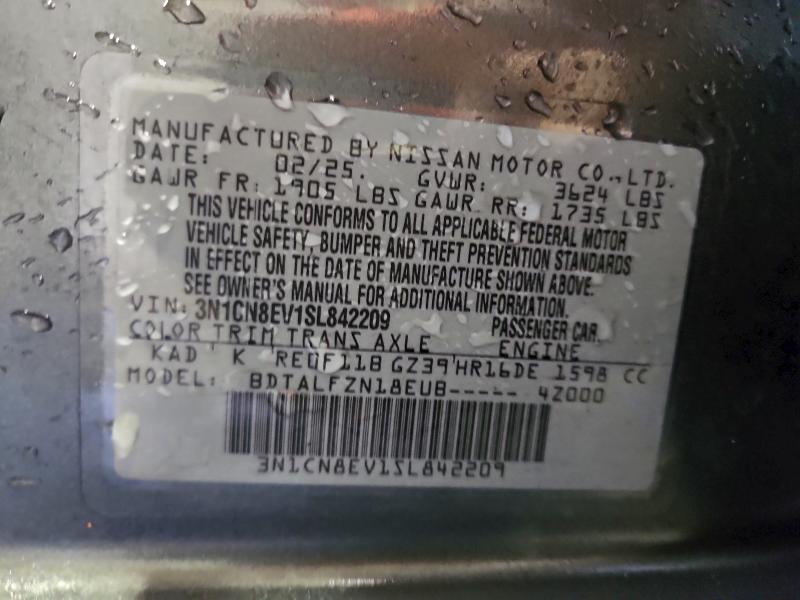 MANUFACTURED BY NISSAN MOTOR CO., LTD.
DATE: 02/25. GVWR: 3624 LBS
GAWR FR: 1905 LBS GAWR RR: 1735 LBS
THIS VEHICLE CONFORMS TO ALL APPLICABLE FEDERAL MOTOR
VEHICLE SAFETY, BUMPER AND THEFT PREVENTION STANDARDS
IN EFFECT ON THE DATE OF MANUFACTURE SHOWN ABOVE.
SEE OWNER'S MANUAL FOR ADDITIONAL INFORMATION.
VIN: 3N1CN8EV1SL842209 PASSENGER CAR.
COLOR TRIM TRANS AXLE ENGINE
KAD K RE0F11B GZ39 HR16DE 1598 CC
MODEL: BDTALFZN18EUB----- 4Z000
3N1CN8EV1SL842209